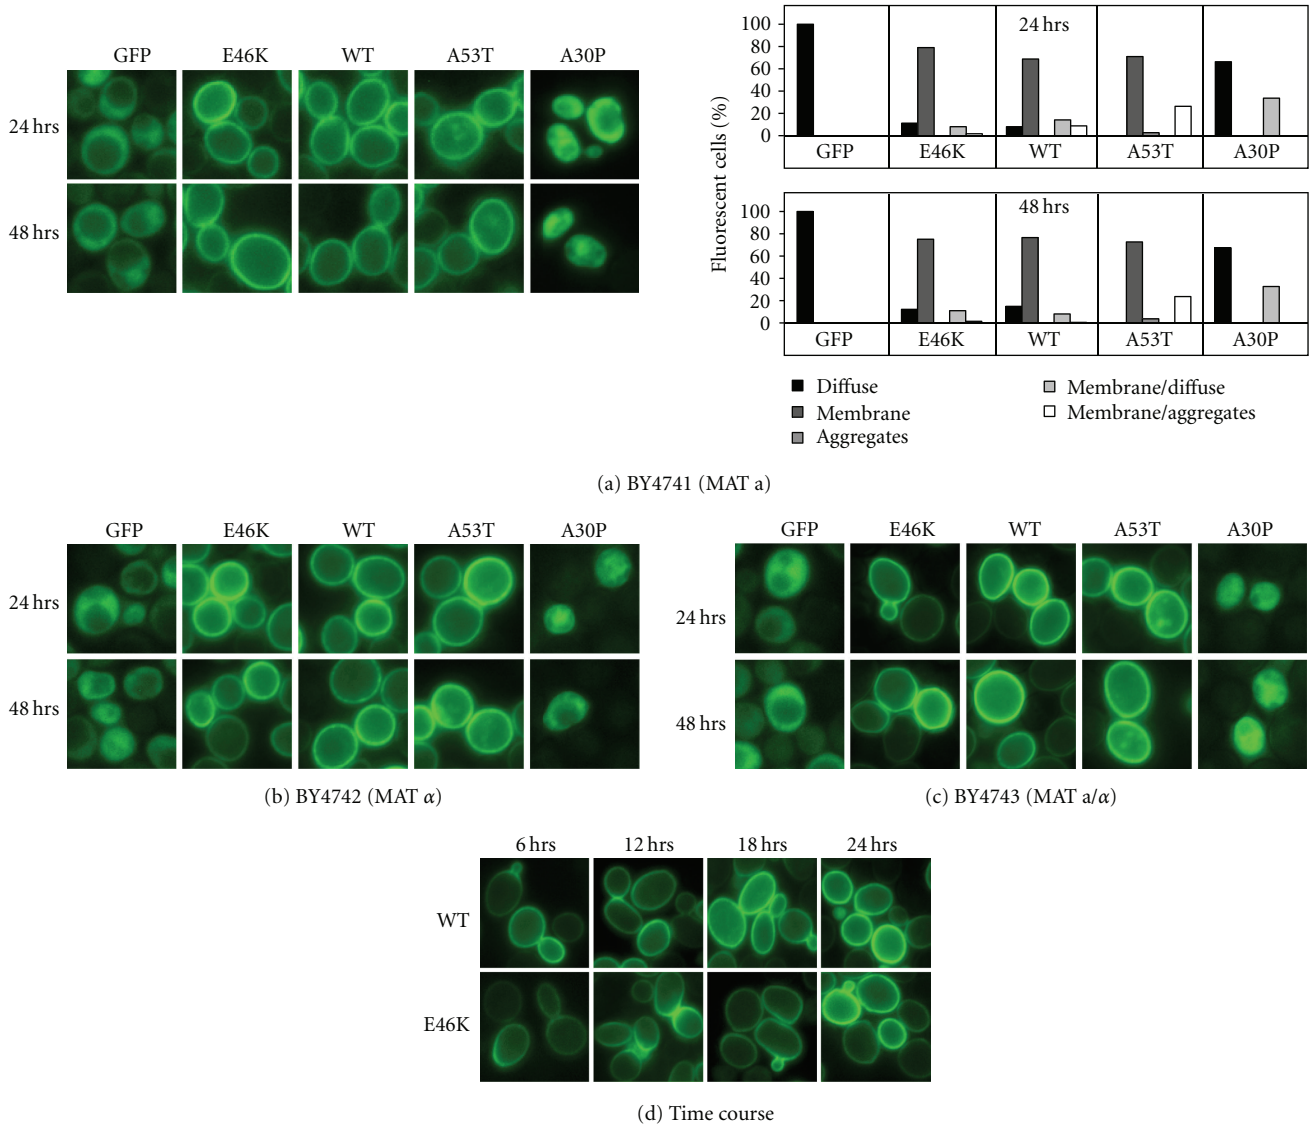 GFP E46K WT A53T A30P
24 hrs
48 hrs
Fluorescent cells (%)
24 hrs
100
80
60
40
20
0
GFP E46K WT A53T A30P
48 hrs
100
80
60
40
20
0
GFP E46K WT A53T A30P
Diffuse
Membrane
Aggregates
Membrane/diffuse
Membrane/aggregates
(a) BY4741 (MAT a)
GFP E46K WT A53T A30P
24 hrs
48 hrs
(b) BY4742 (MAT α)
GFP E46K WT A53T A30P
24 hrs
48 hrs
(c) BY4743 (MAT a/α)
6 hrs 12 hrs 18 hrs 24 hrs
WT
E46K
(d) Time course